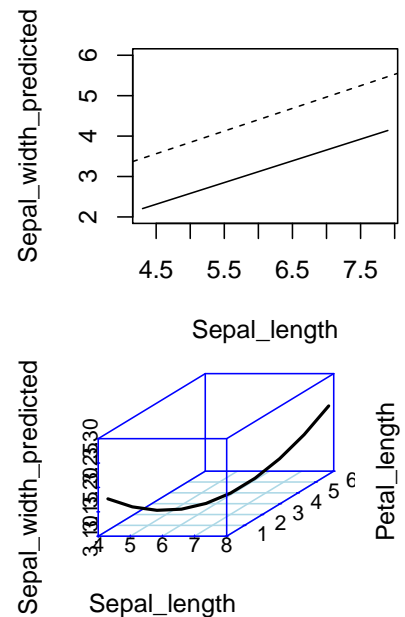 Sepal_width_predicted
6
5
4
3
2
4.5 5.5 6.5 7.5
Sepal_length
Sepal_width_predicted
4 5 6 7 8
1 2 3 4 5 6
Petal_length
Sepal_length